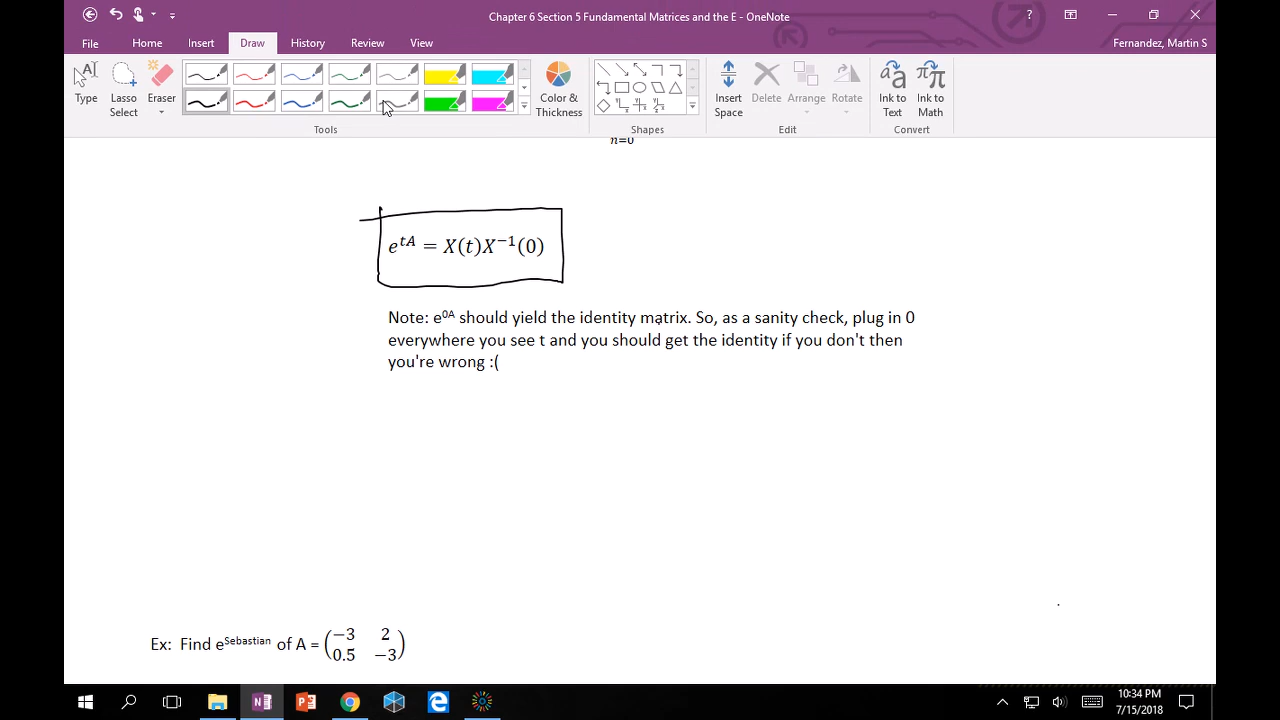 Chapter 6 Section 5 Fundamental Matrices and the E - OneNote
?
File Home Insert Draw History Review View
Fernandez, Martin S
Type
Lasso Select
Eraser
Color & Thickness
Insert Space
Delete
Arrange
Rotate
Ink to Text
Ink to Math
Tools
Shapes
Edit
Convert
n=0
e^{tA} = X(t)X^{−1}(0)
Note: e^{0A} should yield the identity matrix. So, as a sanity check, plug in 0
everywhere you see t and you should get the identity if you don't then
you're wrong :(
Ex: Find e^{Sebastian} of A = (−3 2
0.5 −3)
10:34 PM
7/15/2018